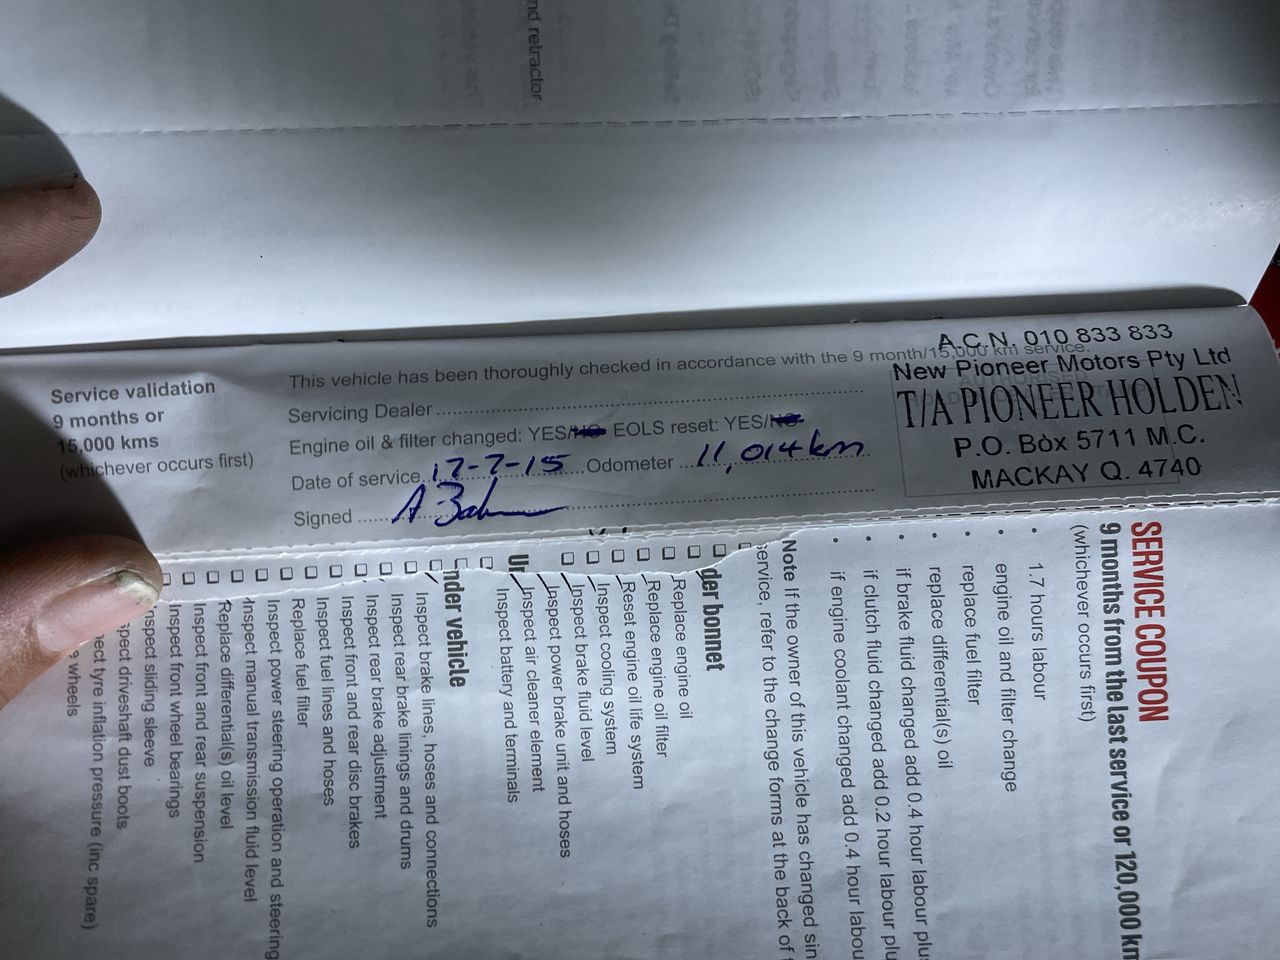 nd retractor
Service validation
9 months or
15,000 kms
(whichever occurs first)
This vehicle has been thoroughly checked in accordance with the 9 month/15,000 km service.
Servicing Dealer
Engine oil & filter changed: YES/NO EOLS reset: YES/NO
Date of service 17-7-15 Odometer 11,014 km
Signed
A.C.N. 010 833 833
New Pioneer Motors Pty Ltd
T/A PIONEER HOLDEN
P.O. Box 5711 M.C.
MACKAY Q. 4740
SERVICE COUPON
9 months from the last service or 120,000 km
(whichever occurs first)
• 1.7 hours labour
• engine oil and filter change
• replace fuel filter
• replace differential(s) oil
• if brake fluid changed add 0.4 hour labour plu
• if clutch fluid changed add 0.2 hour labour plu
• if engine coolant changed add 0.4 hour labou
Note If the owner of this vehicle has changed sin
service, refer to the change forms at the back of
der bonnet
Replace engine oil
Replace engine oil filter
Reset engine oil life system
Inspect cooling system
Inspect brake fluid level
Inspect power brake unit and hoses
Inspect air cleaner element
Inspect battery and terminals
Un
nder vehicle
Inspect brake lines, hoses and connections
Inspect rear brake linings and drums
Inspect rear brake adjustment
Inspect front and rear disc brakes
Inspect fuel lines and hoses
Replace fuel filter
Inspect power steering operation and steering
Inspect manual transmission fluid level
Replace differential(s) oil level
Inspect front and rear suspension
Inspect front wheel bearings
nspect sliding sleeve
spect driveshaft dust boots
ect tyre inflation pressure (inc spare)
e wheels